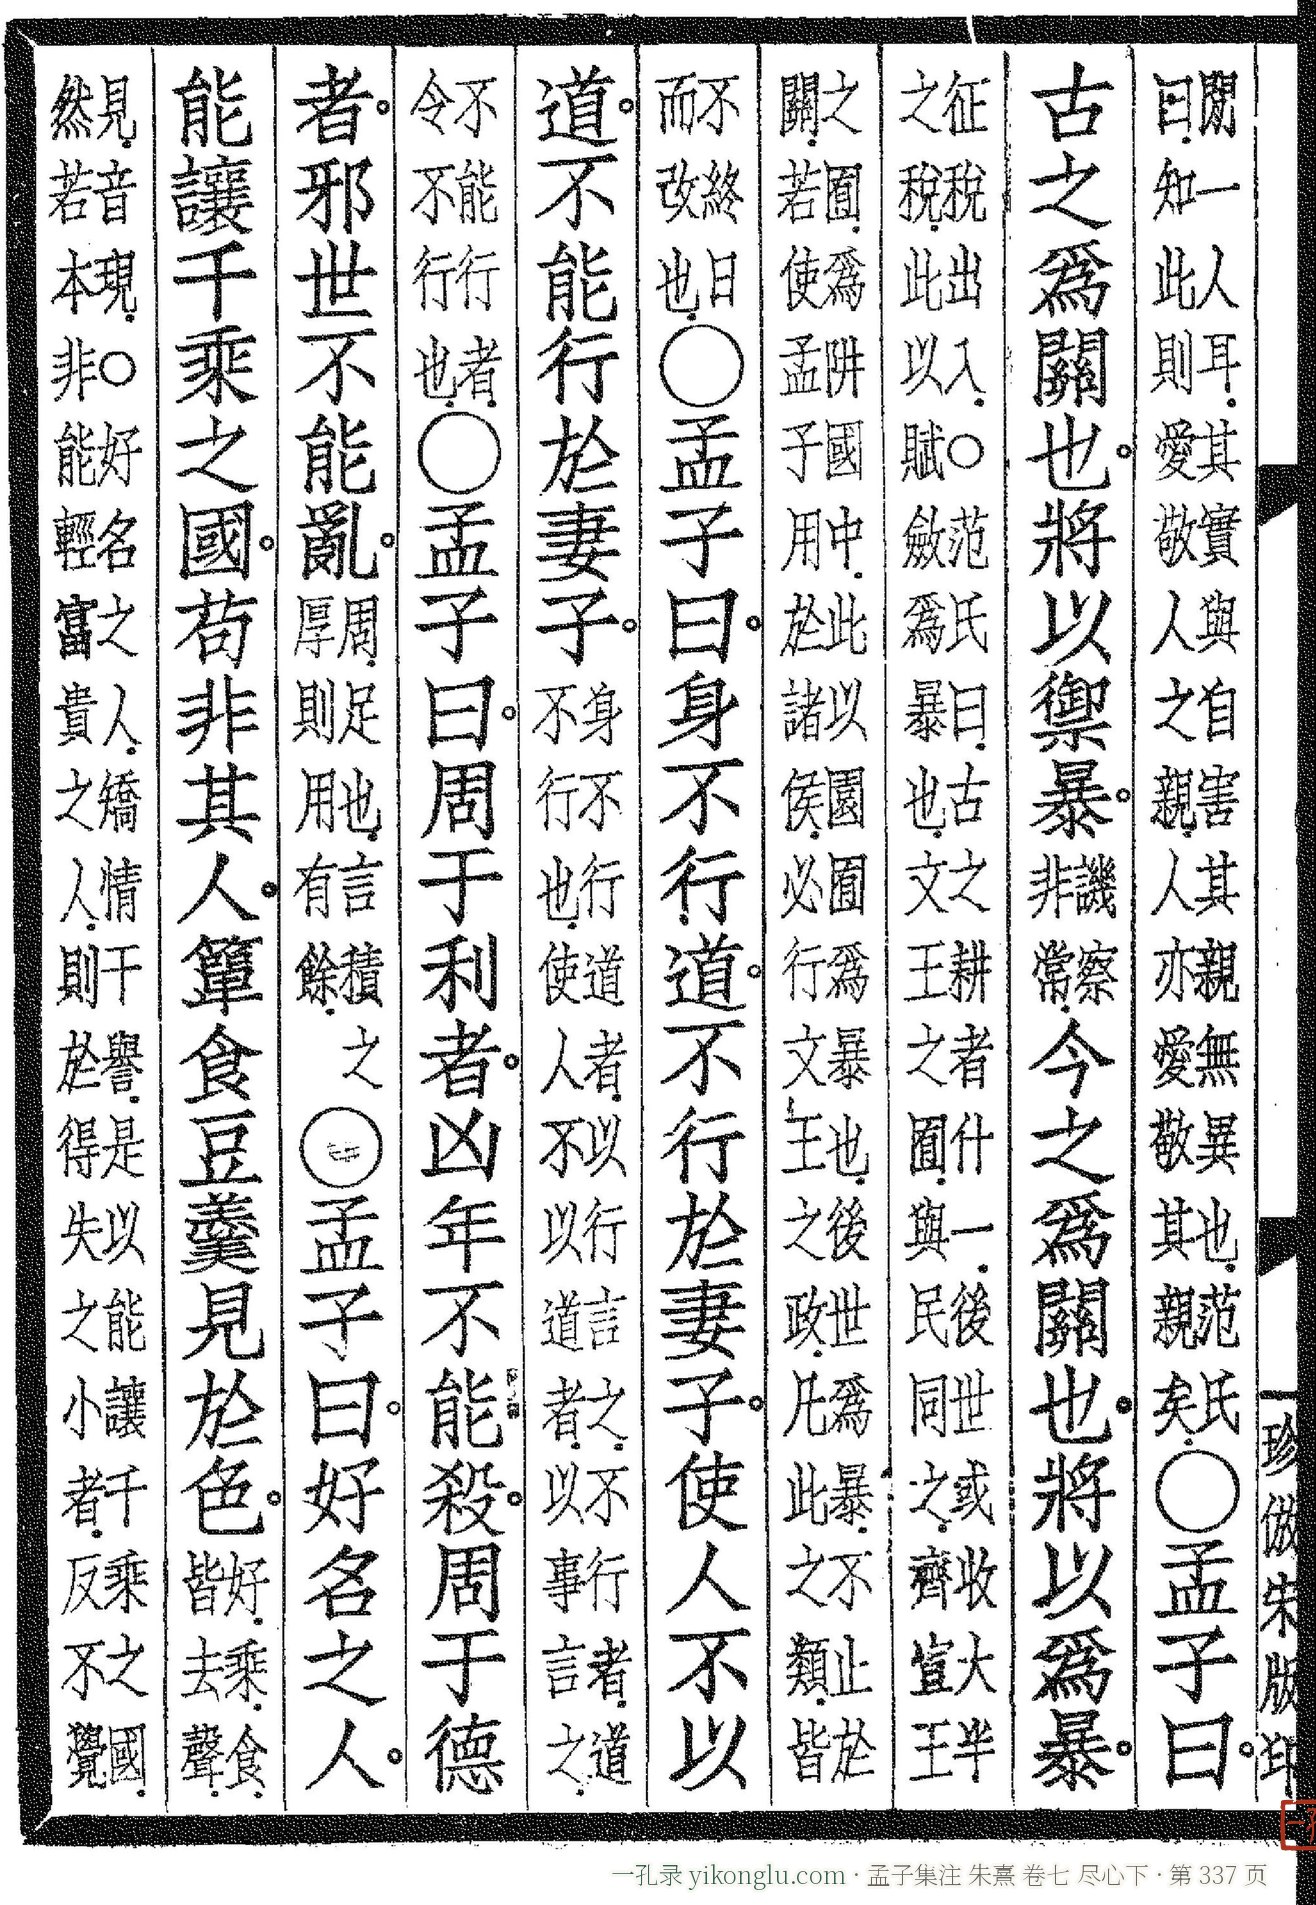 珍倣宋版印
閒一人耳其實與自害其親無異也范氏
曰知此則愛敬人之親人亦愛敬其親矣
○孟子曰
古之爲關也將以禦暴
譏察
非常
今之爲關也將以爲暴
征稅出入○范氏曰古之耕者什一後世或收大半
之稅此以賦斂爲暴也文王之囿與民同之齊宣王
之囿爲阱國中此以園囿爲暴也後世爲暴不止於
關若使孟子用於諸侯必行文王之政凡此之類皆
不終日
而改也
○孟子曰身不行道不行於妻子使人不以
道不能行於妻子
身不行道者以行言之不行者道
不行也使人不以道者以事言之
不能行者
令不行也
○孟子曰周于利者凶年不能殺周于德
者邪世不能亂
周足也言積之
厚則用有餘
○孟子曰好名之人
能讓千乘之國苟非其人簞食豆羹見於色
好乘食
皆去聲
見音現○好名之人矯情干譽是以能讓千乘之國
然若本非能輕富貴之人則於得失之小者反不覺
一孔录 yikonglu.com · 孟子集注 朱熹 卷七 尽心下 · 第 337 页